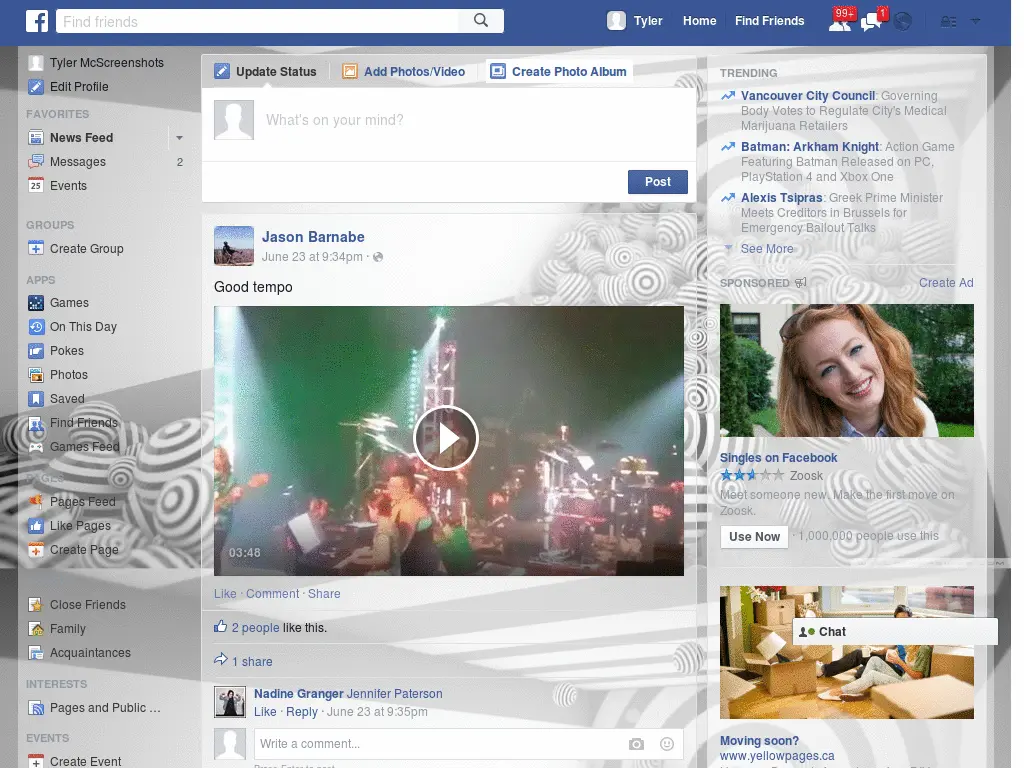 f
Find friends
Tyler
Home
Find Friends
99+
1
Tyler McScreenshots
Edit Profile
FAVORITES
News Feed
Messages
2
25
Events
GROUPS
Create Group
APPS
Games
On This Day
Pokes
Photos
Saved
Find Friends
Games Feed
PAGES
Pages Feed
Like Pages
Create Page
Close Friends
Family
Acquaintances
INTERESTS
Pages and Public ...
EVENTS
Create Event
Update Status
Add Photos/Video
Create Photo Album
What's on your mind?
Post
Jason Barnabe
June 23 at 9:34pm ·
Good tempo
03:48
Like · Comment · Share
2 people like this.
1 share
Nadine Granger Jennifer Paterson
Like · Reply · June 23 at 9:35pm
Write a comment...
TRENDING
Vancouver City Council: Governing
Body Votes to Regulate City's Medical
Marijuana Retailers
Batman: Arkham Knight: Action Game
Featuring Batman Released on PC,
PlayStation 4 and Xbox One
Alexis Tsipras: Greek Prime Minister
Meets Creditors in Brussels for
Emergency Bailout Talks
See More
SPONSORED
Create Ad
Singles on Facebook
Zoosk
Meet someone new. Make the first move on
Zoosk.
Use Now
· 1,000,000 people use this
Chat
Moving soon?
www.yellowpages.ca